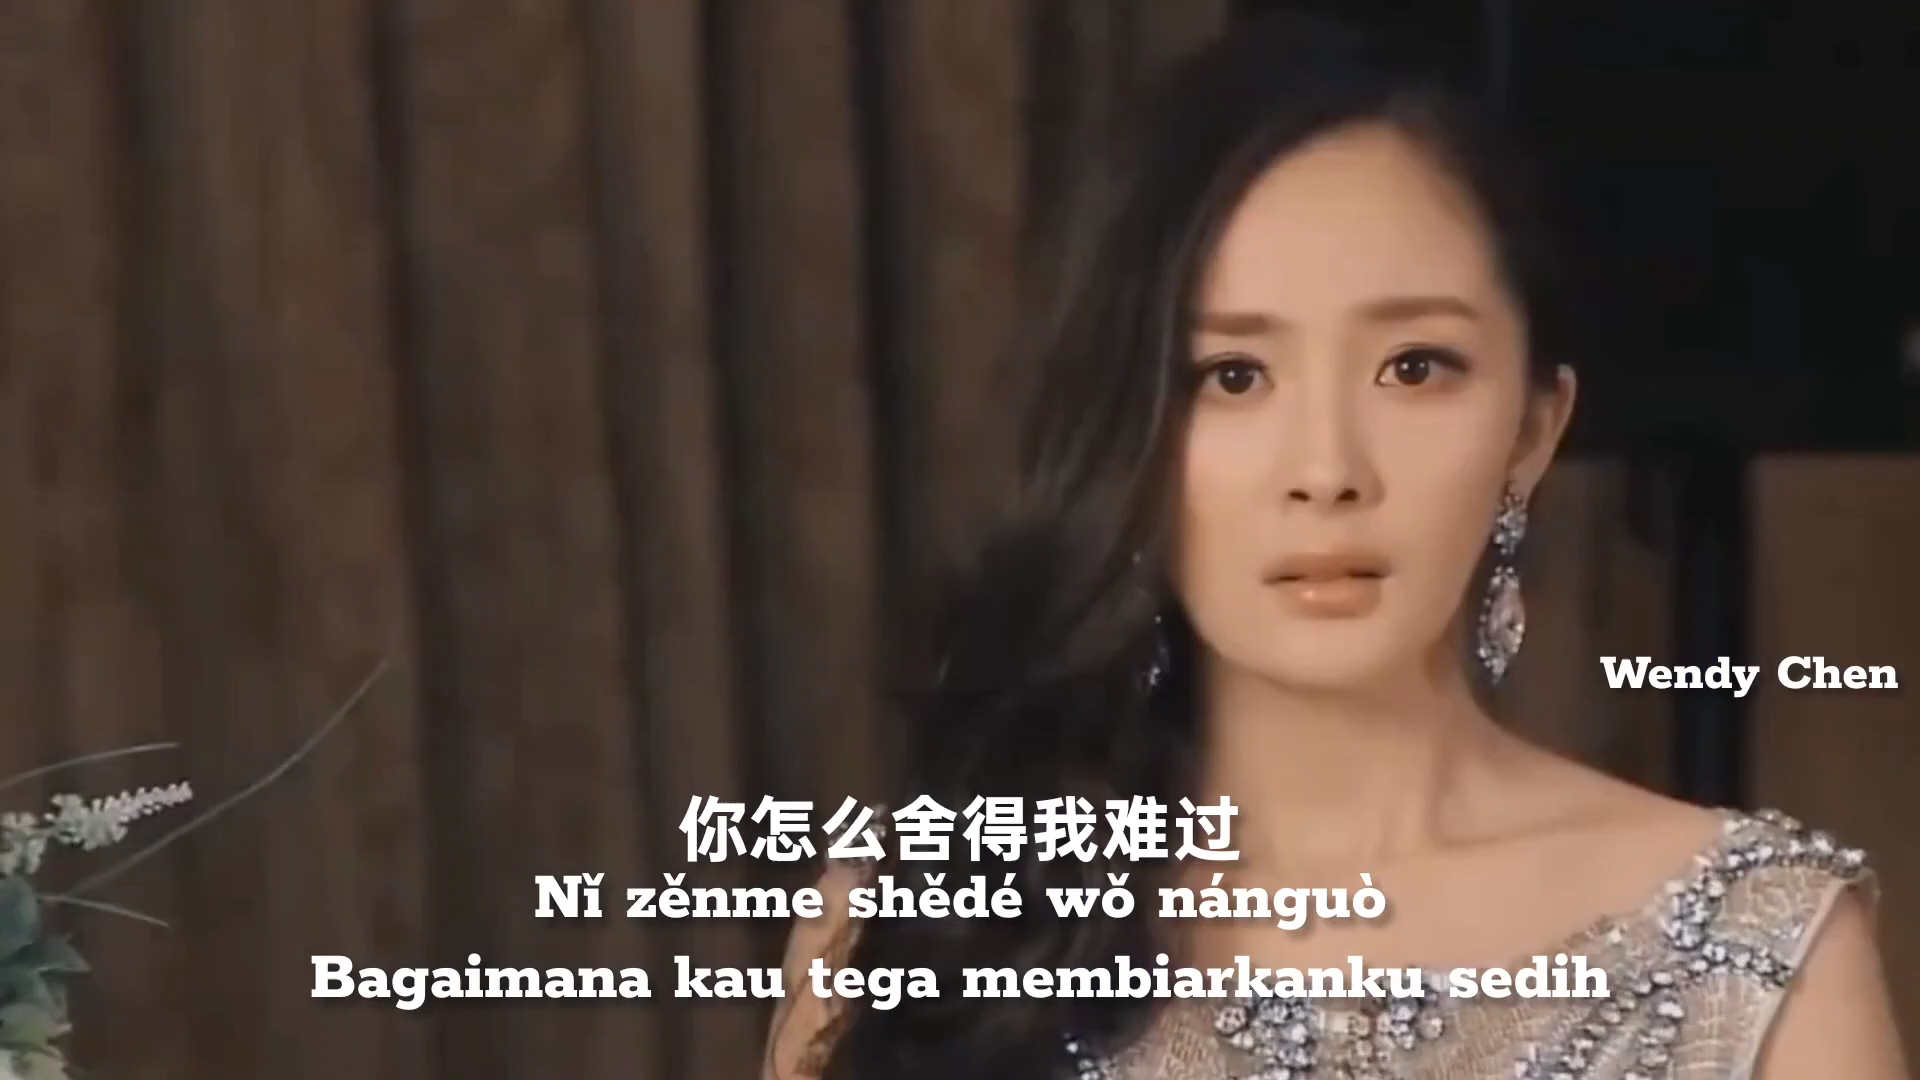 Wendy Chen
你怎么舍得我难过
Nǐ zěnme shědé wǒ nánguò
Bagaimana kau tega membiarkanku sedih